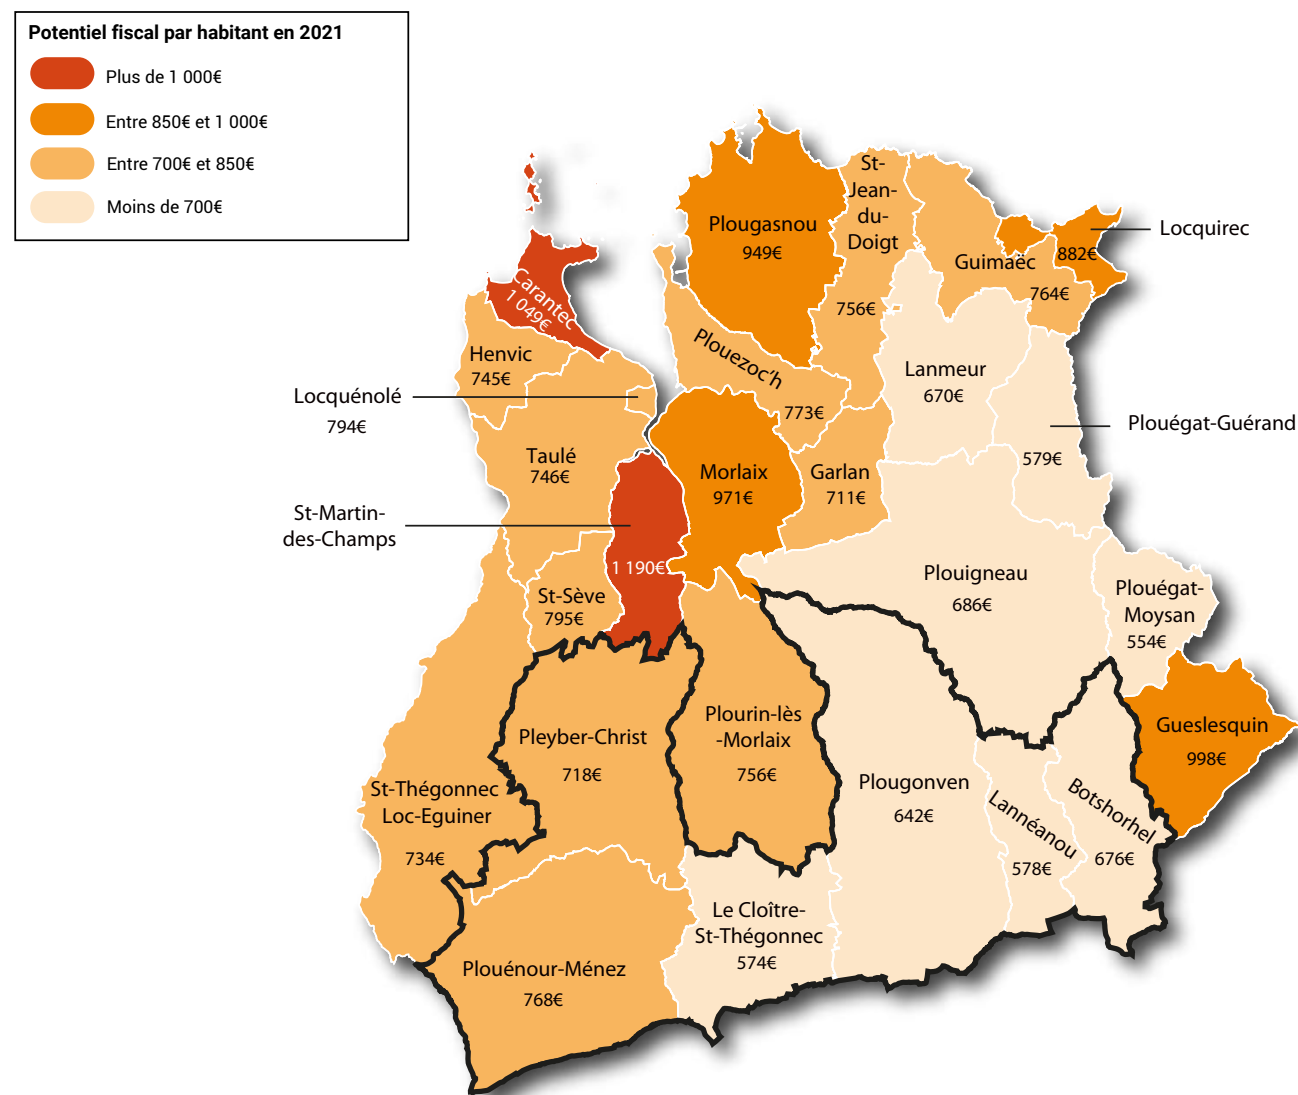 Potentiel fiscal par habitant en 2021
Plus de 1 000€
Entre 850€ et 1 000€
Entre 700€ et 850€
Moins de 700€
Plougasnou
949€
St-
Jean-
du-
Doigt
756€
Guimaëc
764€
Locquirec
882€
Carantec
1 049€
Henvic
745€
Plouezoc'h
773€
Lanmeur
670€
Locquénolé
794€
Plouégat-Guérand
579€
Taulé
746€
Morlaix
971€
Garlan
711€
St-Martin-
des-Champs
1 190€
Plouigneau
686€
Plouégat-
Moysan
554€
St-Sève
795€
Gueslesquin
998€
Pleyber-Christ
718€
Plourin-lès
-Morlaix
756€
Plougonven
642€
Lannéanou
578€
Botshorhel
676€
St-Thégonnec
Loc-Eguiner
734€
Le Cloître-
St-Thégonnec
574€
Plouénour-Ménez
768€